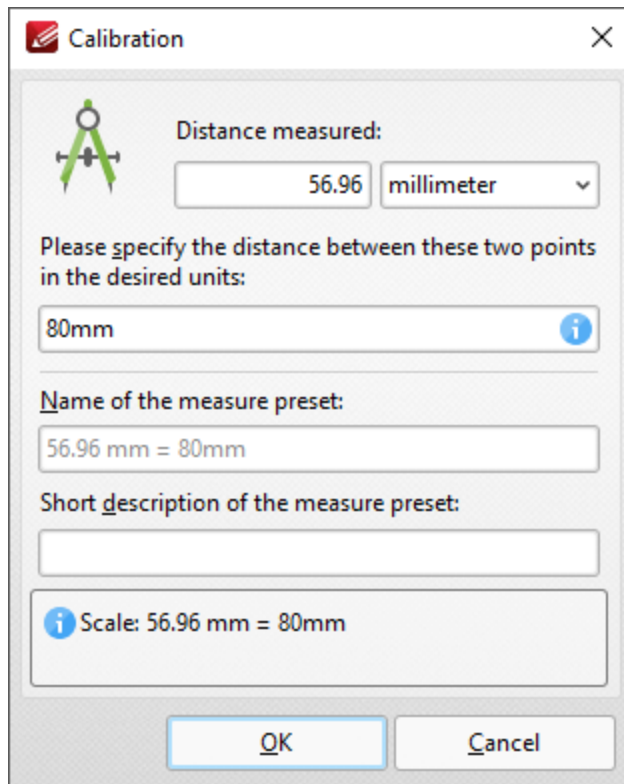 Calibration
Distance measured:
56.96 millimeter
Please specify the distance between these two points
in the desired units:
80mm
Name of the measure preset:
56.96 mm = 80mm
Short description of the measure preset:
Scale: 56.96 mm = 80mm
OK Cancel